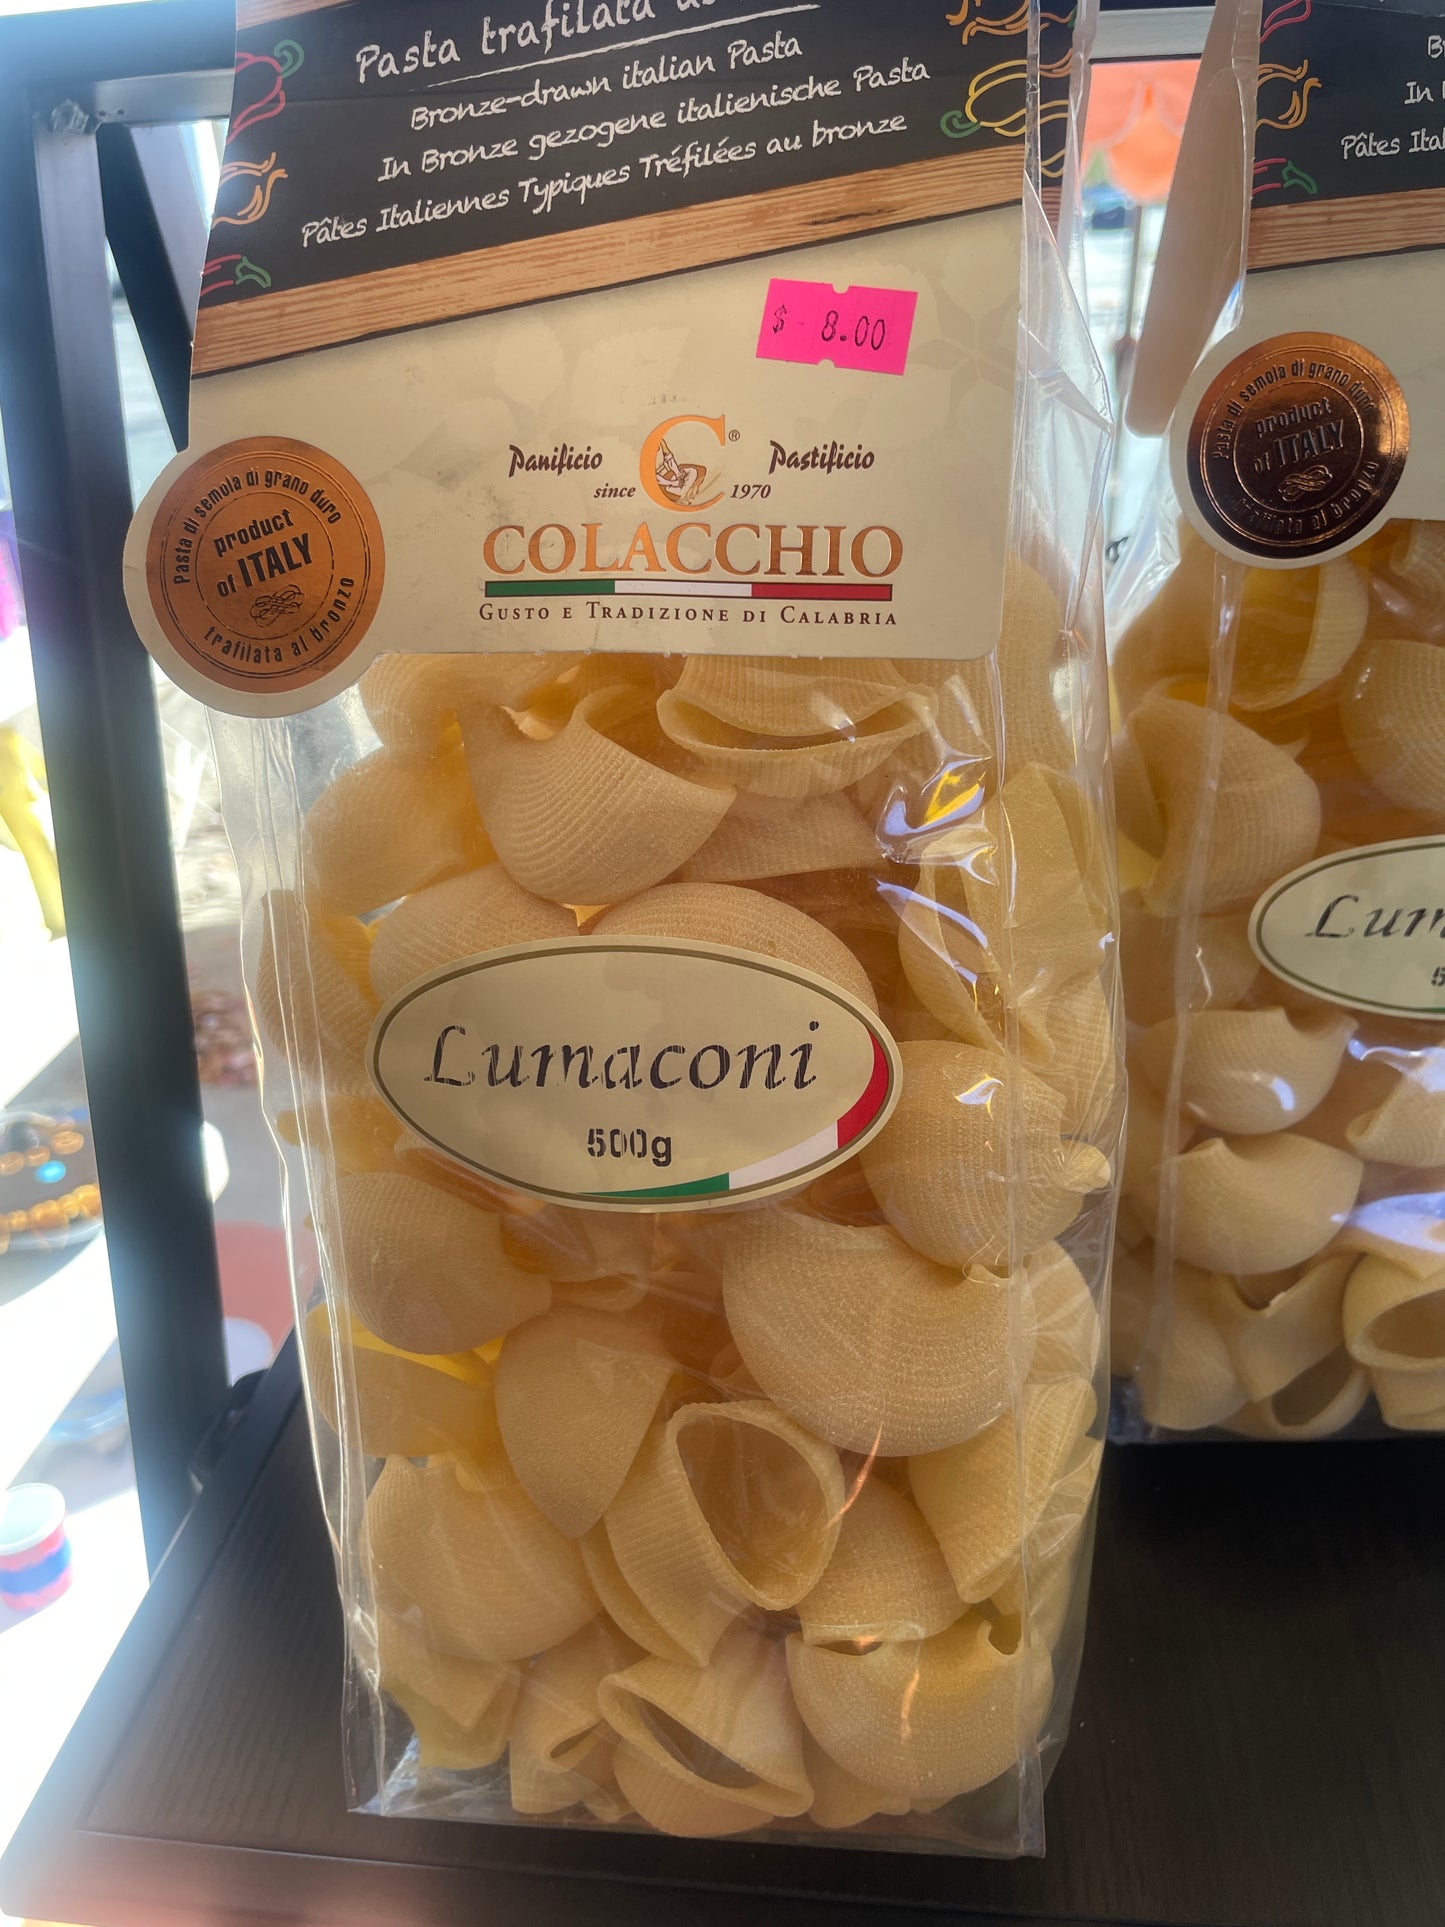 Pasta trafilata
Bronze-drawn italian Pasta
In Bronze gezogene italienische Pasta
Pâtes Italiennes Typiques Tréfilées au bronze
$ - 8.00
Panificio C® Pastificio
since 1970
COLACCHIO
GUSTO E TRADIZIONE DI CALABRIA
Pasta di semola di grano duro
product
of ITALY
trafilata al bronzo
Lumaconi
500g
In
Pâtes
Pasta di semola di grano duro
product
of ITALY
trafilata al bronzo